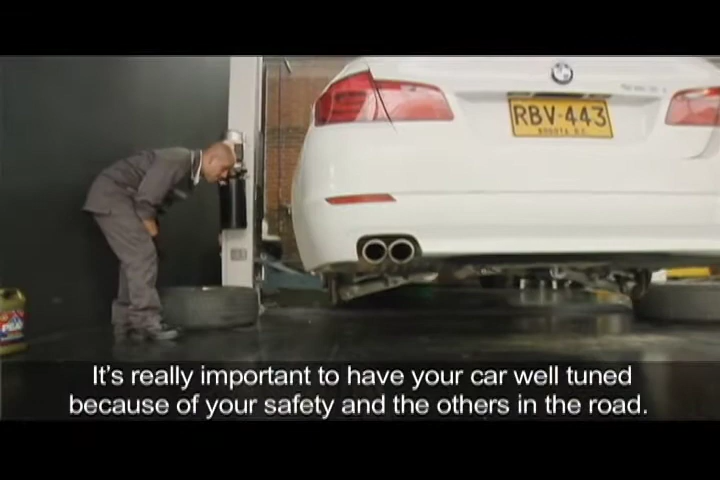 RBV-443
BOGOTA D.C.
It's really important to have your car well tuned
because of your safety and the others in the road.